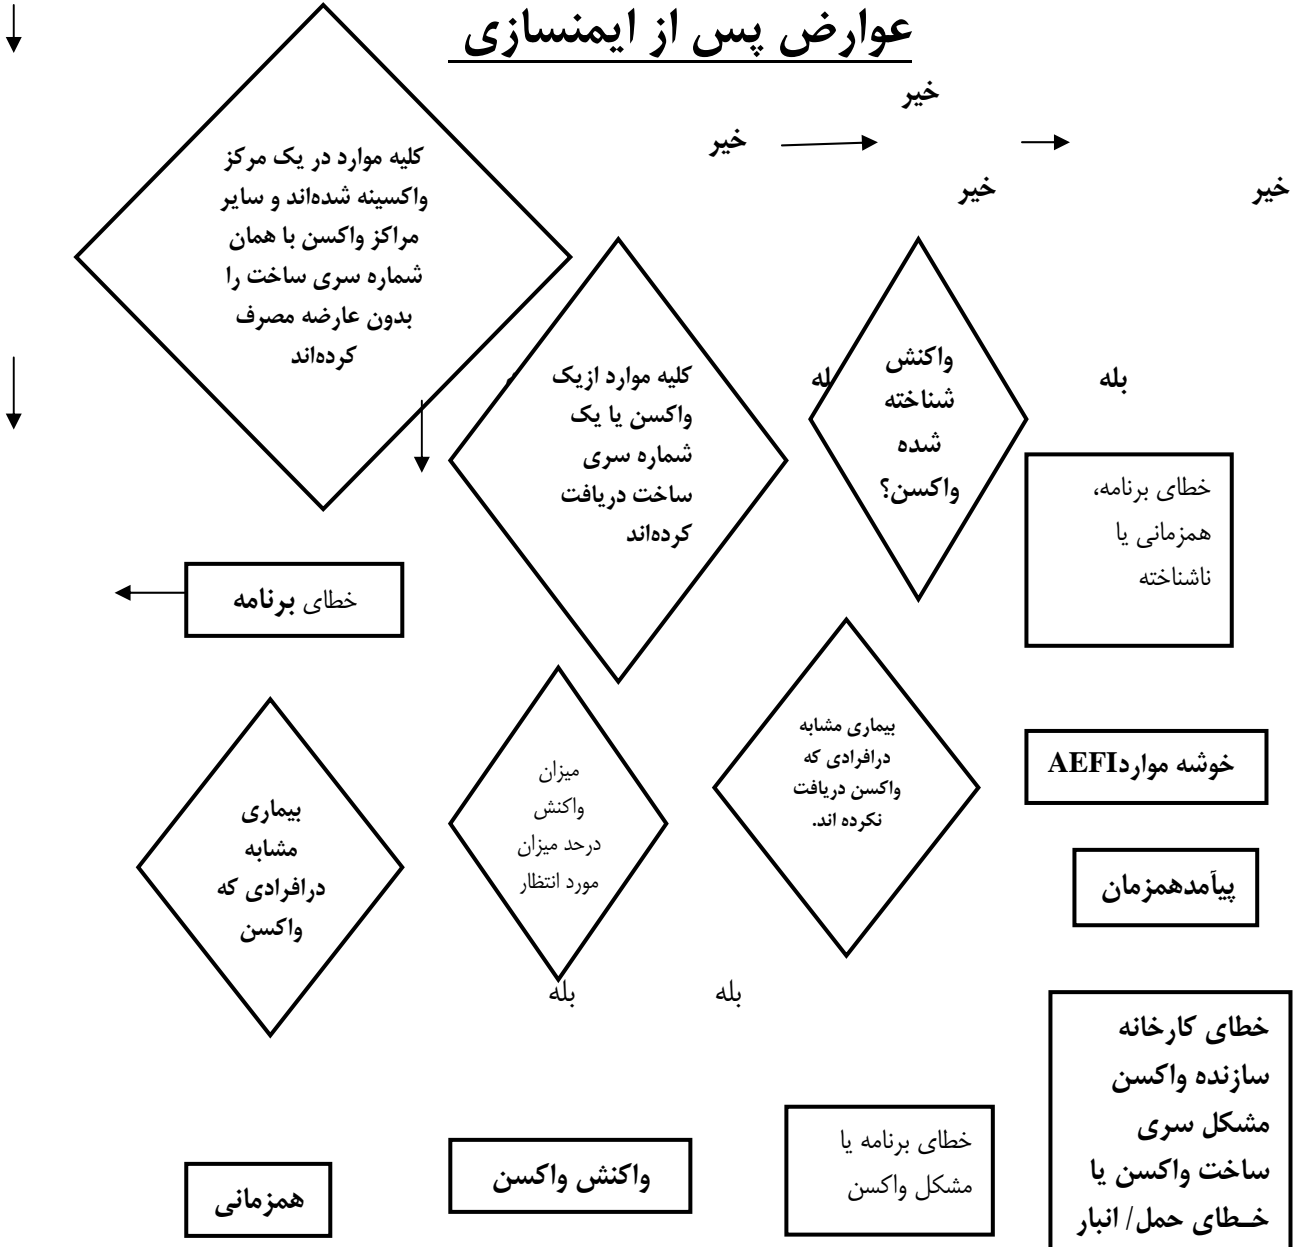 عوارض پس از ایمنسازی
خیر
خیر
خیر
خیر
کلیه موارد در یک مرکز
واکسینه شده‌اند و سایر
مراکز واکسن با همان
شماره سری ساخت را
بدون عارضه مصرف
کرده‌اند
کلیه موارد ازیک
واکسن یا یک
شماره سری
ساخت دریافت
کرده‌اند
واکنش
شناخته
شده
واکسن؟
بله
خطای برنامه،
همزمانی یا
ناشناخته
خطای برنامه
خوشه مواردAEFI
پیآمدهمزمان
بیماری مشابه
درافرادی که
واکسن دریافت
نکرده اند.
میزان
واکنش
درحد میزان
مورد انتظار
بیماری
مشابه
درافرادی که
واکسن
بله
بله
خطای کارخانه
سازنده واکسن
مشکل سری
ساخت واکسن یا
خـطای حمل/ انبار
خطای برنامه یا
مشکل واکسن
واکنش واکسن
همزمانی